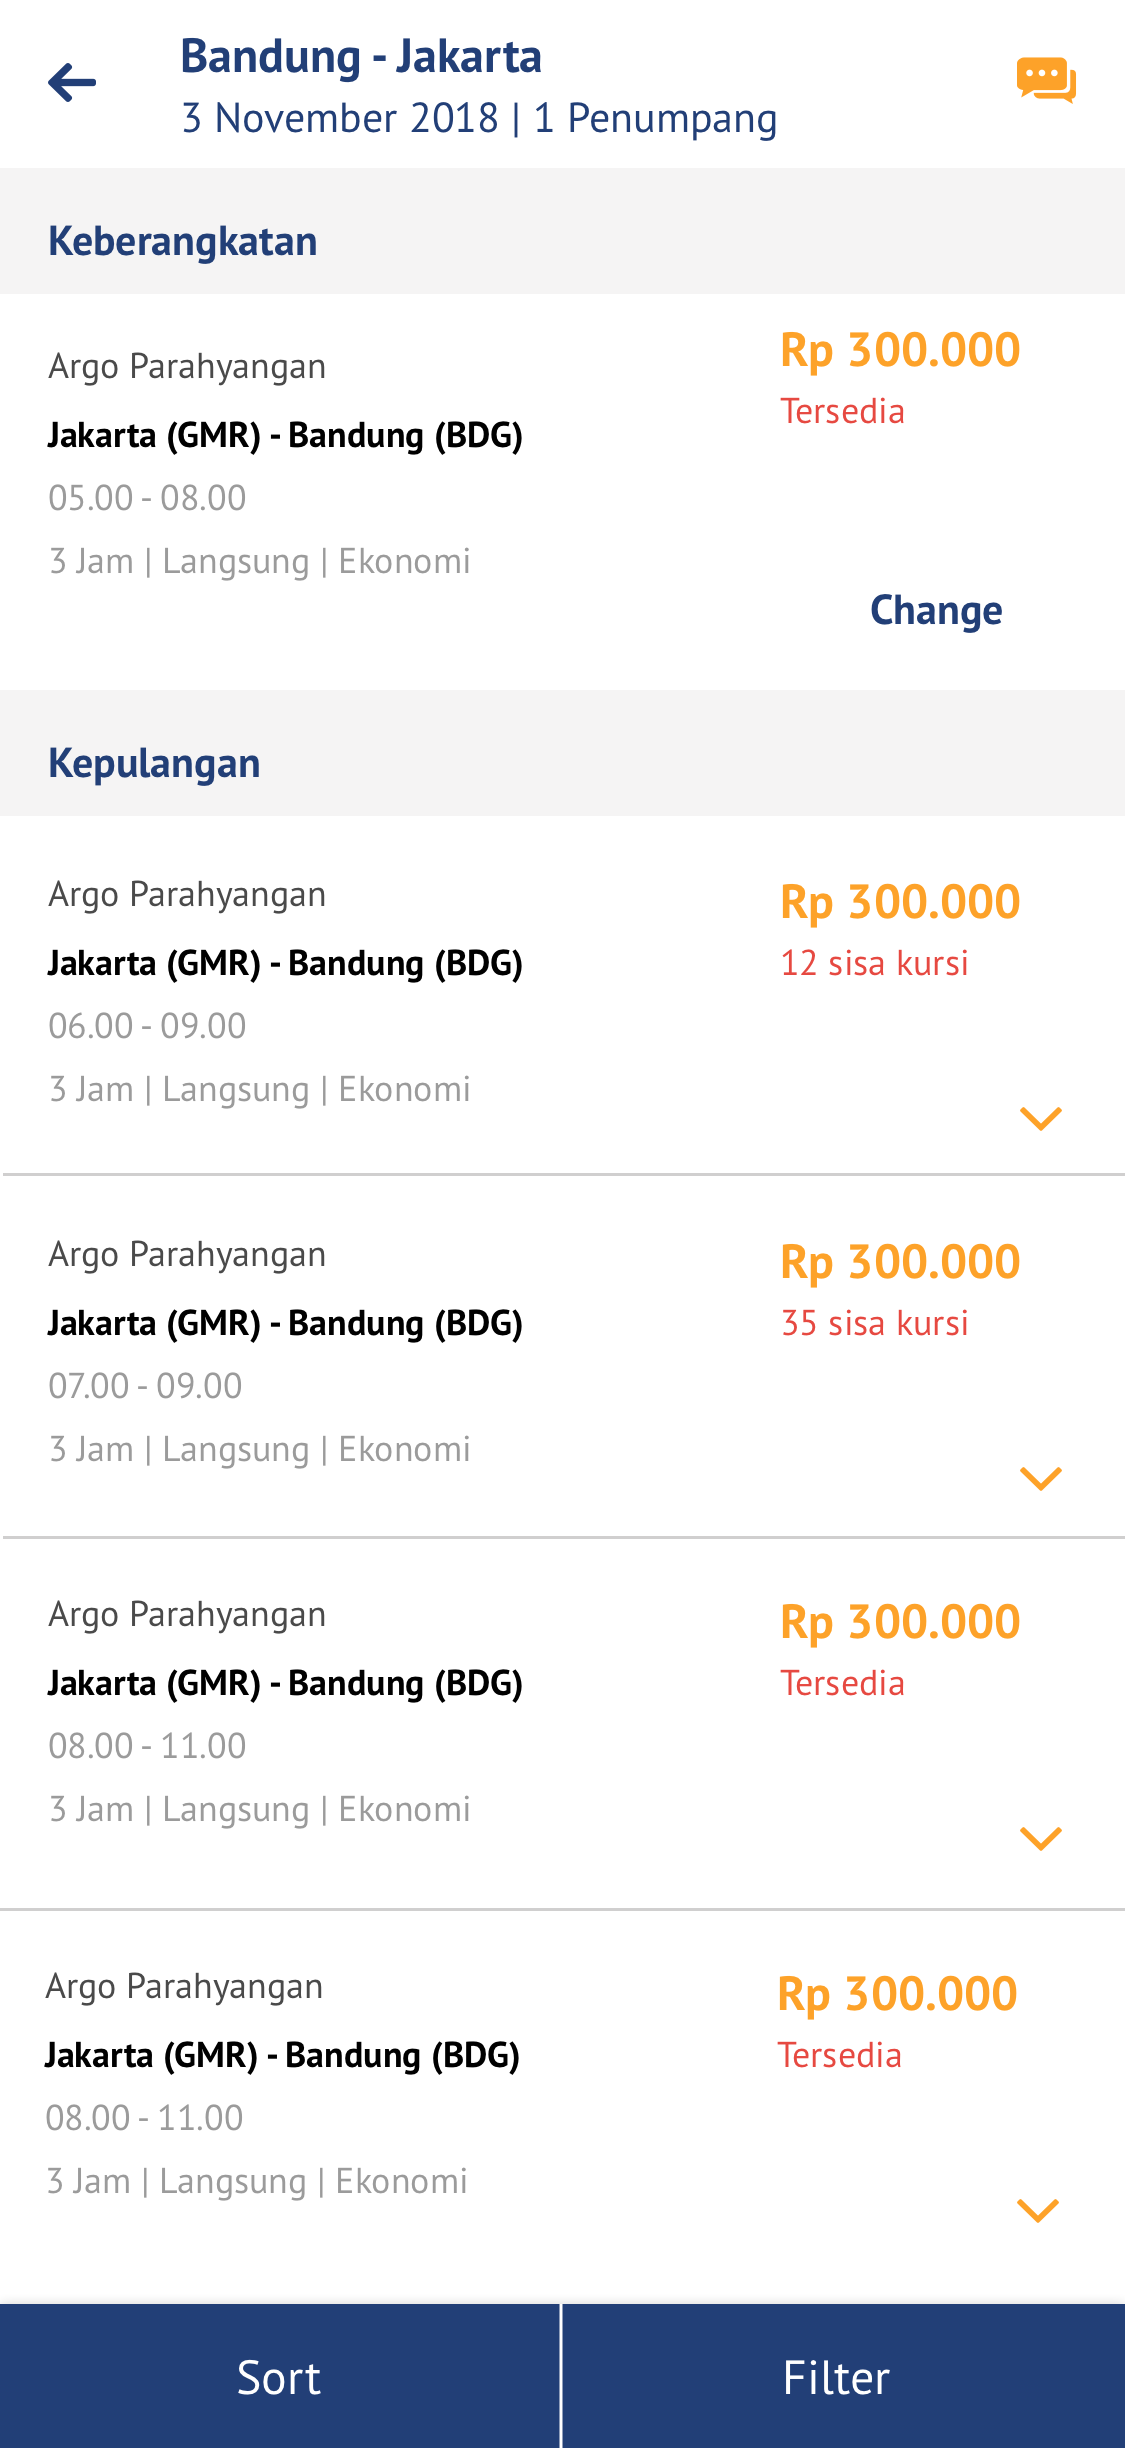 Bandung - Jakarta
3 November 2018 | 1 Penumpang
Keberangkatan
Argo Parahyangan
Rp 300.000
Jakarta (GMR) - Bandung (BDG)
Tersedia
05.00 - 08.00
3 Jam | Langsung | Ekonomi
Change
Kepulangan
Argo Parahyangan
Rp 300.000
Jakarta (GMR) - Bandung (BDG)
12 sisa kursi
06.00 - 09.00
3 Jam | Langsung | Ekonomi
Argo Parahyangan
Rp 300.000
Jakarta (GMR) - Bandung (BDG)
35 sisa kursi
07.00 - 09.00
3 Jam | Langsung | Ekonomi
Argo Parahyangan
Rp 300.000
Jakarta (GMR) - Bandung (BDG)
Tersedia
08.00 - 11.00
3 Jam | Langsung | Ekonomi
Argo Parahyangan
Rp 300.000
Jakarta (GMR) - Bandung (BDG)
Tersedia
08.00 - 11.00
3 Jam | Langsung | Ekonomi
Sort
Filter